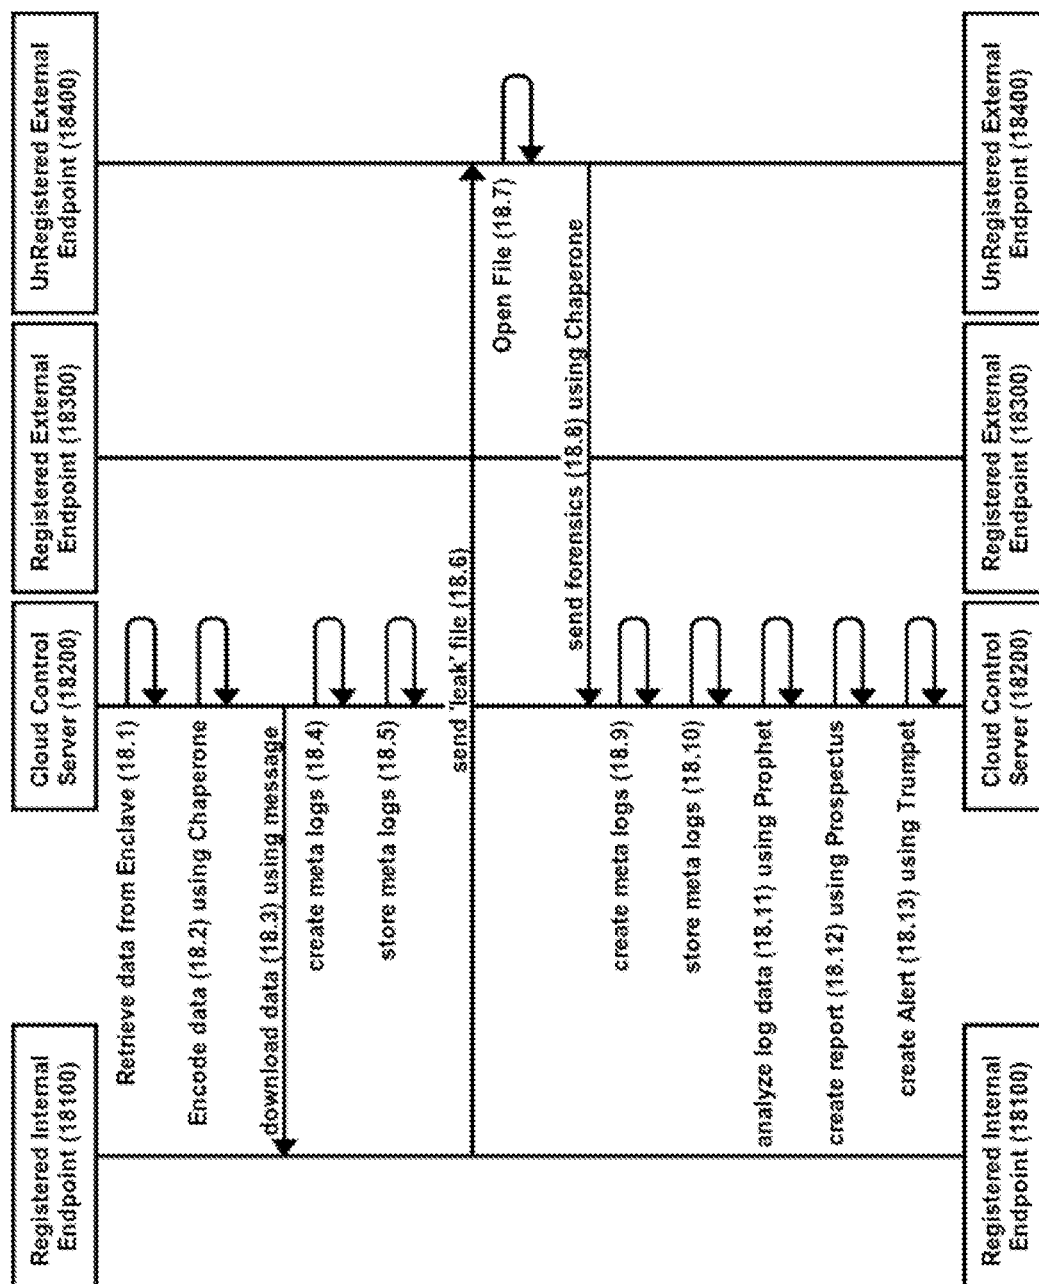 Registered Internal
Endpoint (18100)
Cloud Control
Server (18200)
Registered External
Endpoint (18300)
UnRegistered External
Endpoint (18400)
Retrieve data from Enclave (18.1)
Encode data (18.2) using Chaperone
download data (18.3) using message
create meta logs (18.4)
store meta logs (18.5)
send 'leak' file (18.6)
Open File (18.7)
send forensics (18.8) using Chaperone
create meta logs (18.9)
store meta logs (18.10)
analyze log data (18.11) using Prophet
create report (18.12) using Prospectus
create Alert (18.13) using Trumpet
Registered Internal
Endpoint (18100)
Cloud Control
Server (18200)
Registered External
Endpoint (18300)
UnRegistered External
Endpoint (18400)